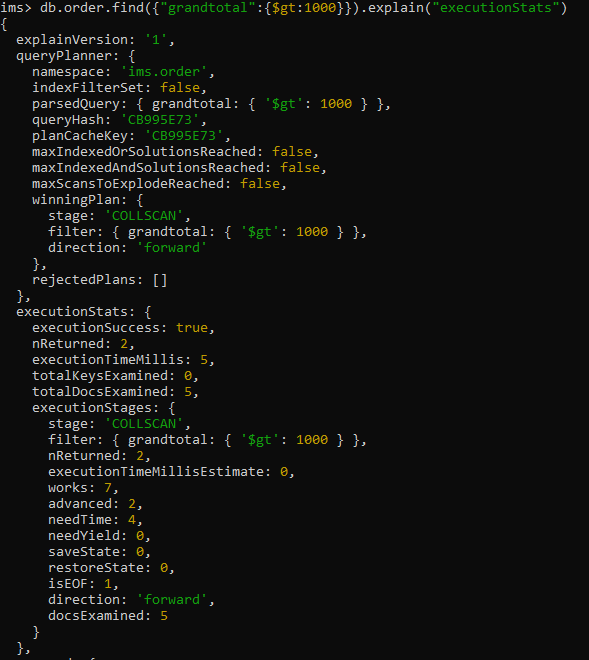 ims> db.order.find({"grandtotal":{$gt:1000}}).explain("executionStats")
{
  explainVersion: '1',
  queryPlanner: {
    namespace: 'ims.order',
    indexFilterSet: false,
    parsedQuery: { grandtotal: { '$gt': 1000 } },
    queryHash: 'CB995E73',
    planCacheKey: 'CB995E73',
    maxIndexedOrSolutionsReached: false,
    maxIndexedAndSolutionsReached: false,
    maxScansToExplodeReached: false,
    winningPlan: {
      stage: 'COLLSCAN',
      filter: { grandtotal: { '$gt': 1000 } },
      direction: 'forward'
    },
    rejectedPlans: []
  },
  executionStats: {
    executionSuccess: true,
    nReturned: 2,
    executionTimeMillis: 5,
    totalKeysExamined: 0,
    totalDocsExamined: 5,
    executionStages: {
      stage: 'COLLSCAN',
      filter: { grandtotal: { '$gt': 1000 } },
      nReturned: 2,
      executionTimeMillisEstimate: 0,
      works: 7,
      advanced: 2,
      needTime: 4,
      needYield: 0,
      saveState: 0,
      restoreState: 0,
      isEOF: 1,
      direction: 'forward',
      docsExamined: 5
    }
  },